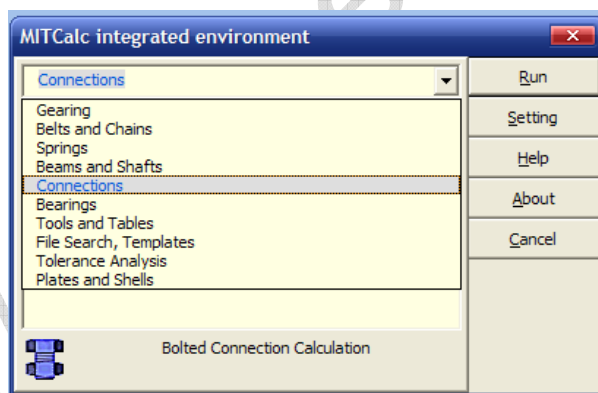 MITCalc integrated environment
Connections
Gearing
Belts and Chains
Springs
Beams and Shafts
Connections
Bearings
Tools and Tables
File Search, Templates
Tolerance Analysis
Plates and Shells
Bolted Connection Calculation
Run
Setting
Help
About
Cancel